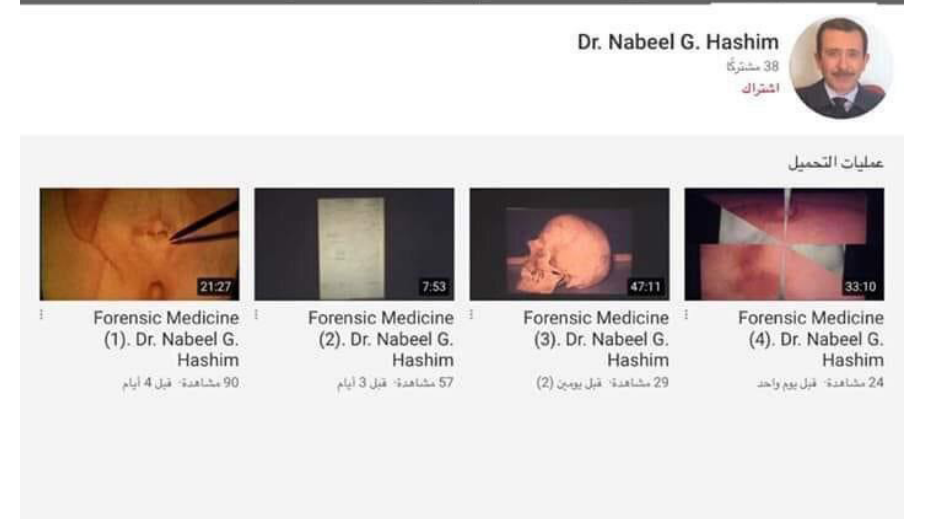 Dr. Nabeel G. Hashim
38 مشتركًا
اشتراك
عمليات التحميل
33:10
Forensic Medicine
(4). Dr. Nabeel G.
Hashim
24 مشاهدة · قبل يوم واحد
47:11
Forensic Medicine
(3). Dr. Nabeel G.
Hashim
29 مشاهدة · قبل يومين (2)
7:53
Forensic Medicine
(2). Dr. Nabeel G.
Hashim
57 مشاهدة · قبل 3 أيام
21:27
Forensic Medicine
(1). Dr. Nabeel G.
Hashim
90 مشاهدة · قبل 4 أيام